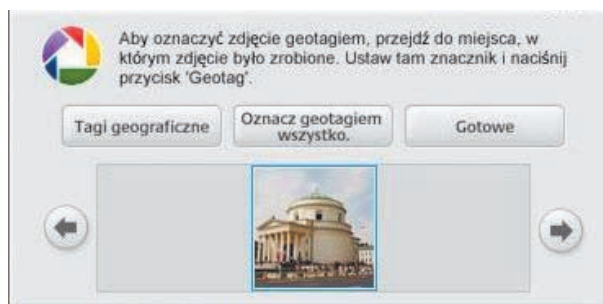 Aby oznaczyć zdjęcie geotagiem, przejdź do miejsca, w
którym zdjęcie było zrobione. Ustaw tam znacznik i naciśnij
przycisk 'Geotag'.
Tagi geograficzne
Oznacz geotagiem
wszystko.
Gotowe